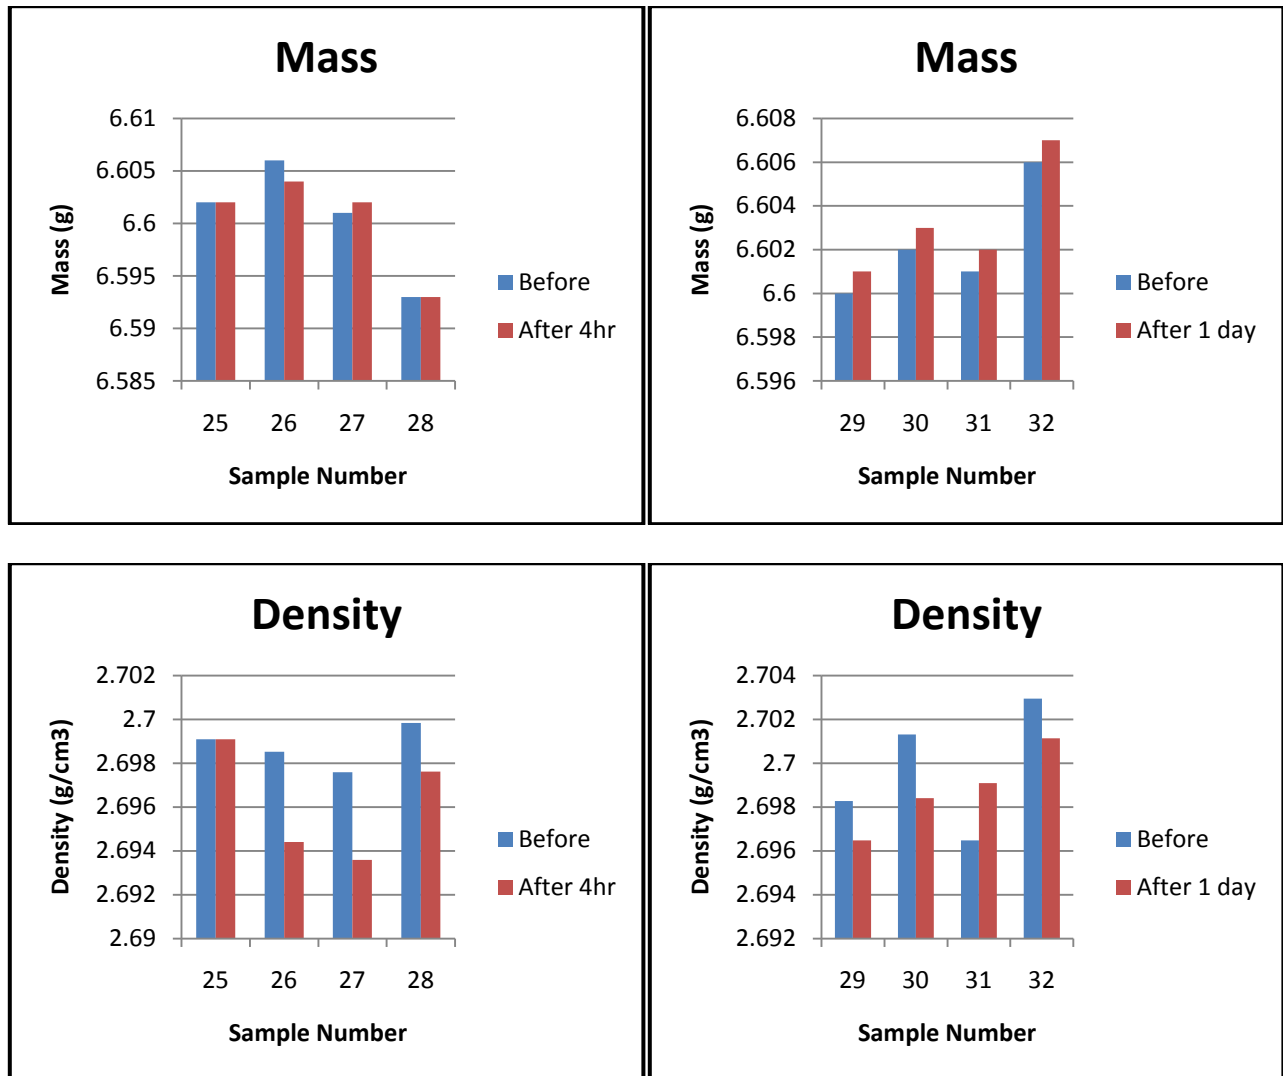 Mass
6.61
6.605
6.6
6.595
6.59
6.585
Mass (g)
25 26 27 28
Sample Number
Before
After 4hr
Mass
6.608
6.606
6.604
6.602
6.6
6.598
6.596
Mass (g)
29 30 31 32
Sample Number
Before
After 1 day
Density
2.702
2.7
2.698
2.696
2.694
2.692
2.69
Density (g/cm3)
25 26 27 28
Sample Number
Before
After 4hr
Density
2.704
2.702
2.7
2.698
2.696
2.694
2.692
Density (g/cm3)
29 30 31 32
Sample Number
Before
After 1 day